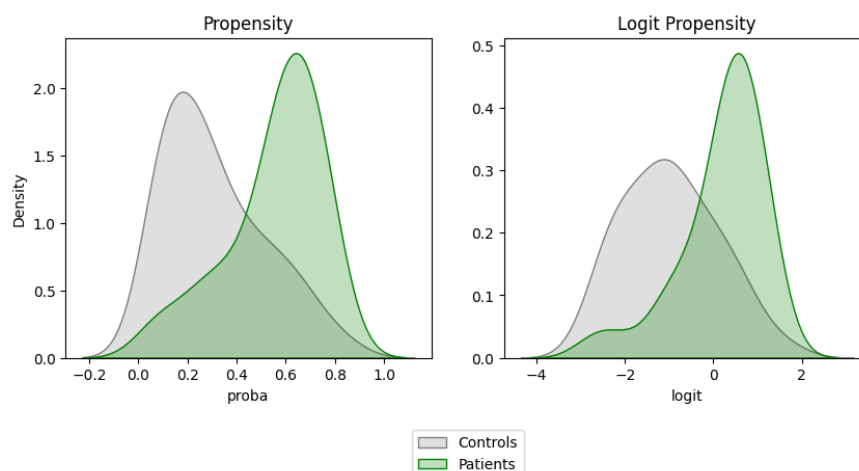 Propensity
Logit Propensity
Density
2.0
1.5
1.0
0.5
0.0
−0.2 0.0 0.2 0.4 0.6 0.8 1.0
proba
0.5
0.4
0.3
0.2
0.1
0.0
−4 −2 0 2
logit
Controls
Patients